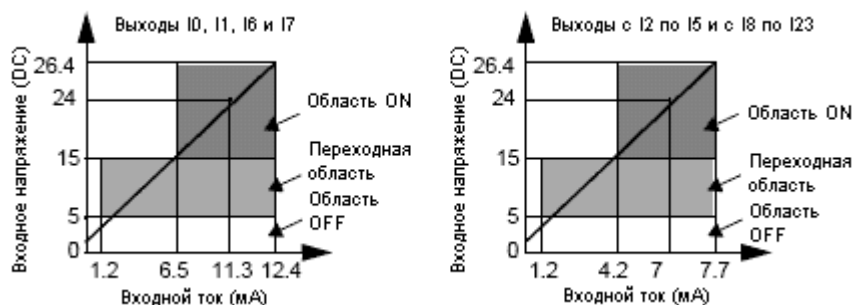 Выходы I0, I1, I6 и I7
Входное напряжение (DC)
26.4
24
15
5
0
1.2 6.5 11.3 12.4
Входной ток (мА)
Область ON
Переходная
область
Область
OFF
Выходы с I2 по I5 и с I8 по I23
Входное напряжение (DC)
26.4
24
15
5
0
1.2 4.2 7 7.7
Входной ток (мА)
Область ON
Переходная
область
Область
OFF